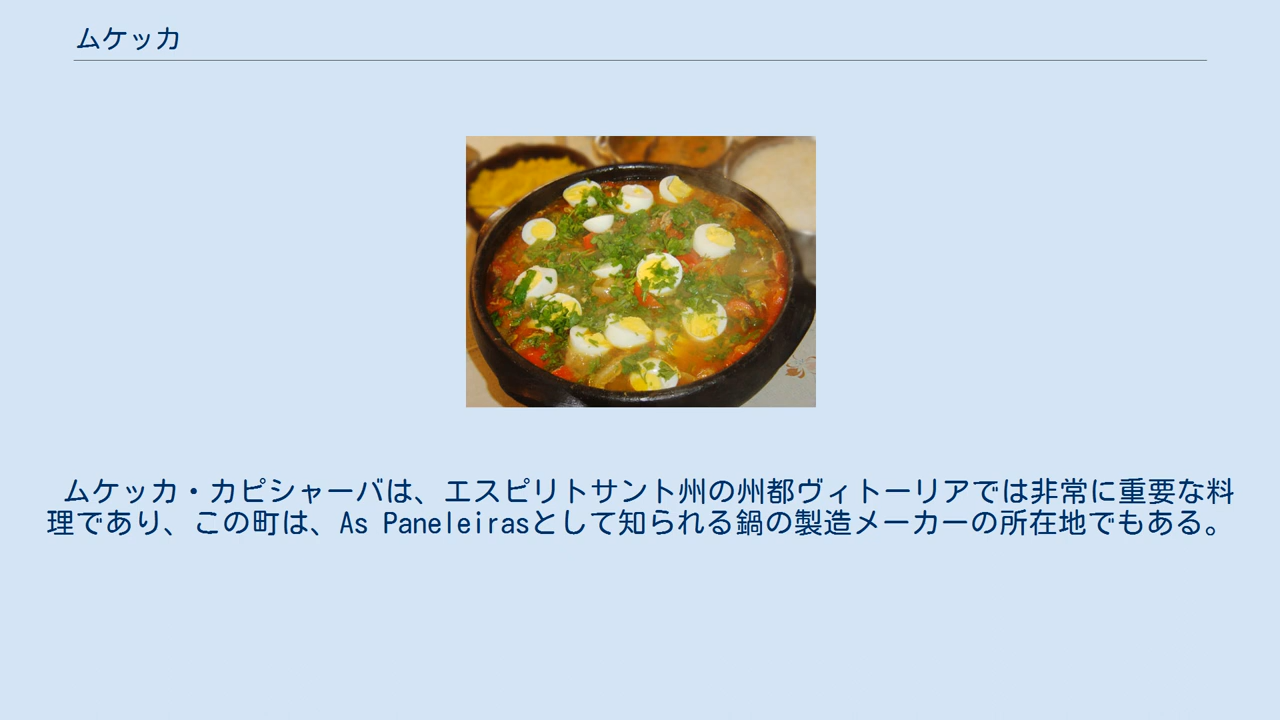 ムケッカ
ムケッカ・カピシャーバは、エスピリトサント州の州都ヴィトーリアでは非常に重要な料
理であり、この町は、As Paneleirasとして知られる鍋の製造メーカーの所在地でもある。